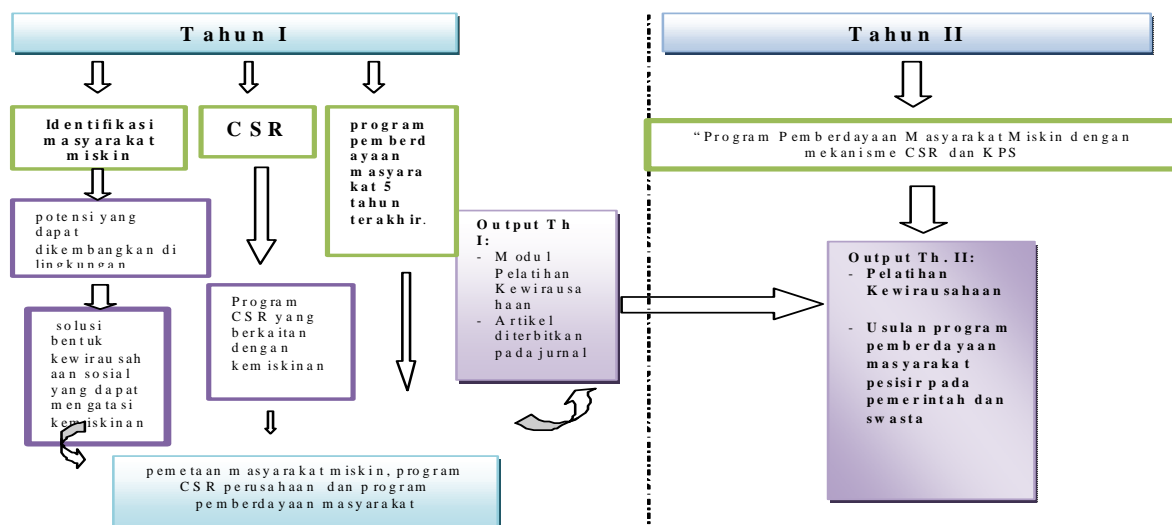 Tahun I
Identifikasi
masyarakat
miskin
potensi yang
dapat
dikembangkan di
lingkungan
solusi
bentuk
kewirausah
aan sosial
yang dapat
mengatasi
kemiskinan
CSR
Program
CSR yang
berkaitan
dengan
kemiskinan
program
pemberd
ayaan
masyara
kat 5
tahun
terakhir.
pemetaan masyarakat miskin, program
CSR perusahaan dan program
pemberdayaan masyarakat
Output Th
I:
- Modul
Pelatihan
Kewirausa
haan
- Artikel
diterbitkan
pada jurnal
Tahun II
“Program Pemberdayaan Masyarakat Miskin dengan
mekanisme CSR dan KPS
Output Th. II:
- Pelatihan
Kewirausahaan
- Usulan program
pemberdayaan
masyarakat
pesisir pada
pemerintah dan
swasta